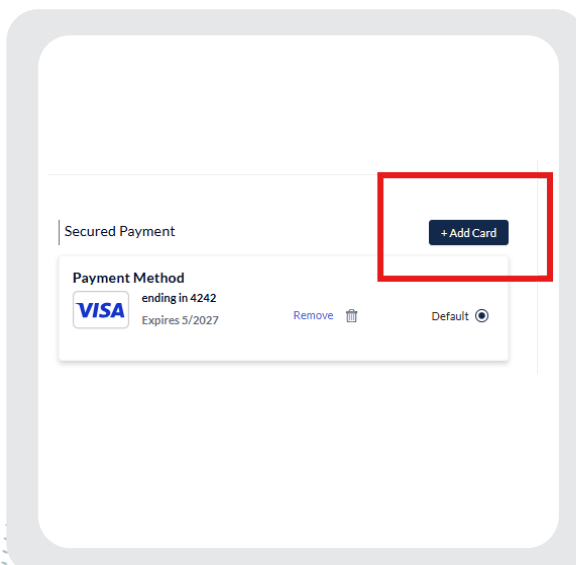 Secured Payment
+ Add Card
Payment Method
VISA
ending in 4242
Expires 5/2027
Remove
Default